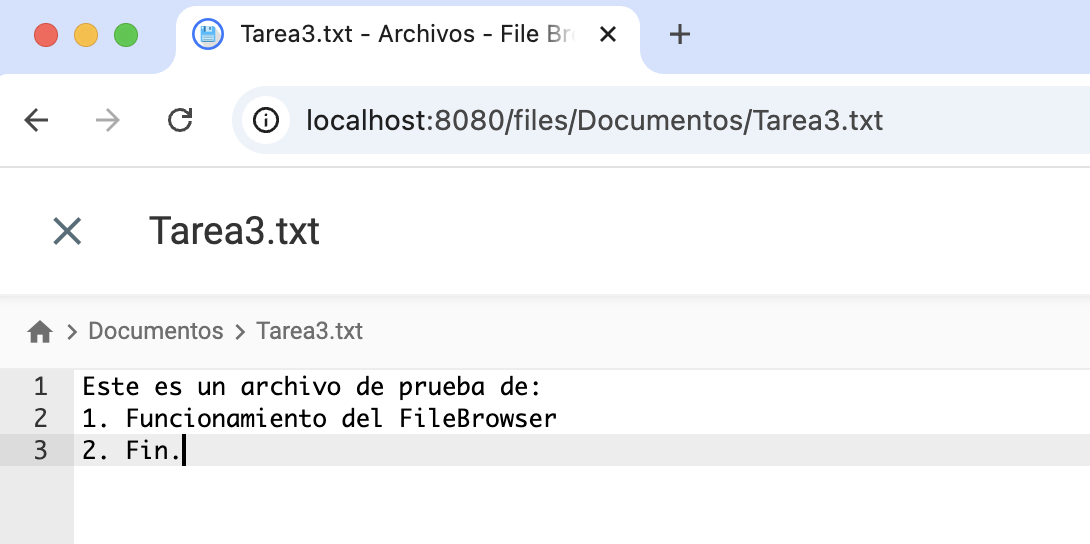 Tarea3.txt - Archivos - File Br
localhost:8080/files/Documentos/Tarea3.txt
Tarea3.txt
Documentos > Tarea3.txt
1 Este es un archivo de prueba de:
2 1. Funcionamiento del FileBrowser
3 2. Fin.